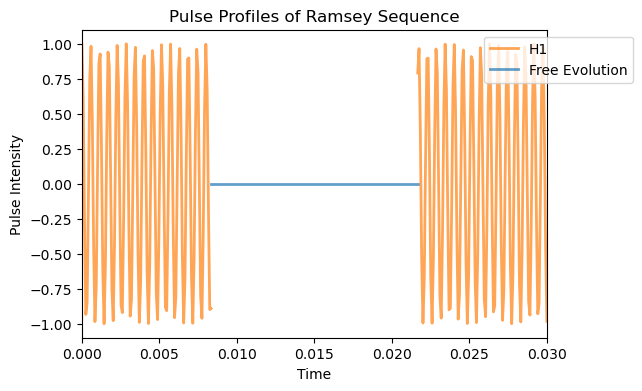 Pulse Profiles of Ramsey Sequence
H1
Free Evolution
Pulse Intensity
1.00
0.75
0.50
0.25
0.00
−0.25
−0.50
−0.75
−1.00
0.000 0.005 0.010 0.015 0.020 0.025 0.030
Time